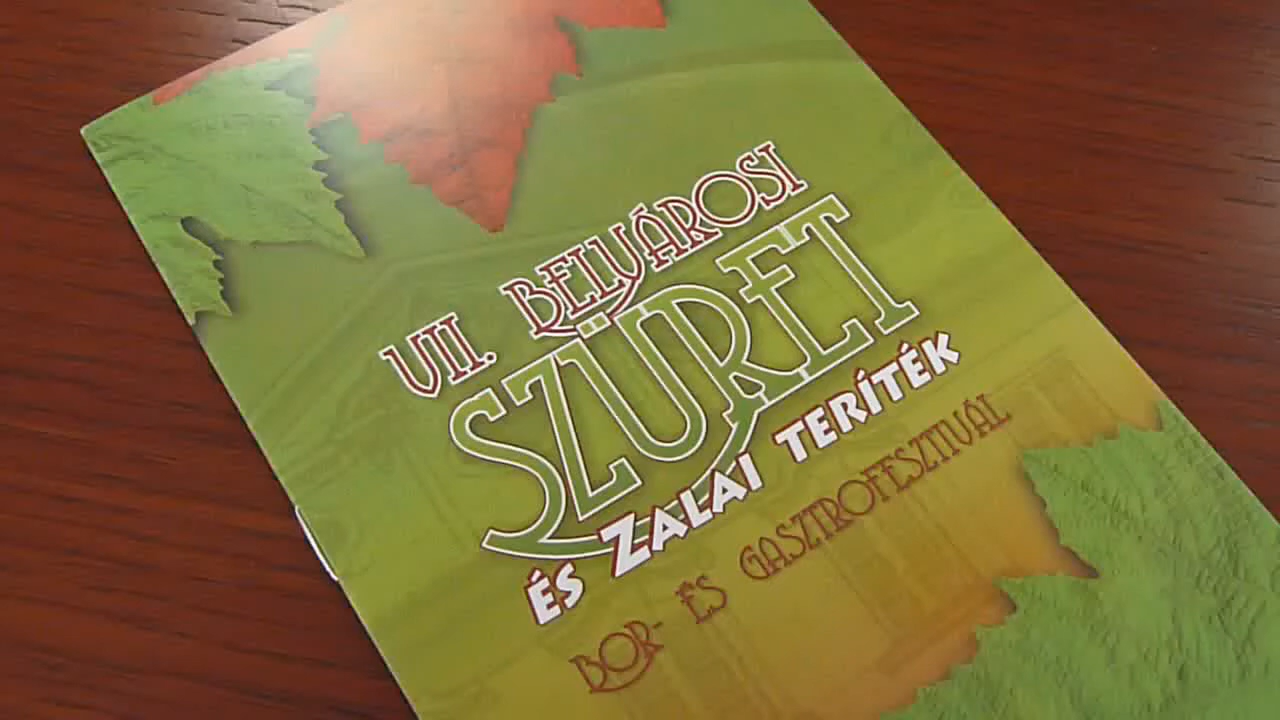 VII. BELVÁROSI
SZÜRET
ÉS ZALAI TERÍTÉK
BOR- ÉS GASZTROFESZTIVÁL